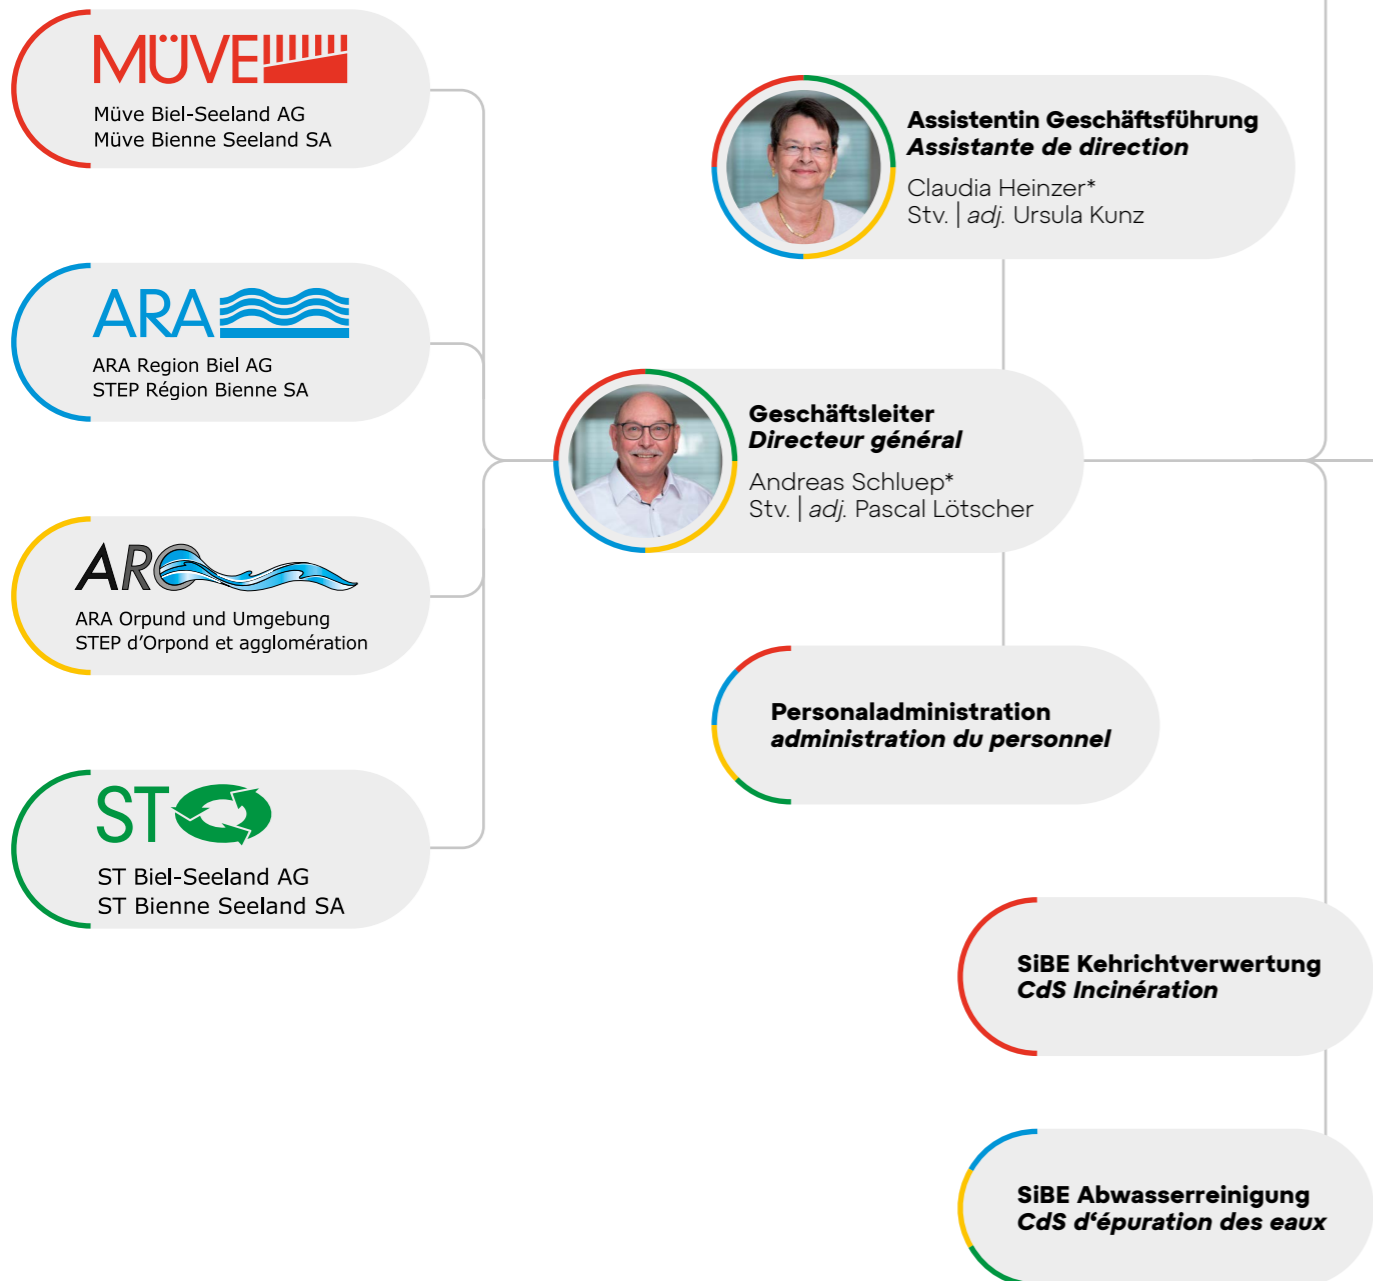 MÜVE
Müve Biel-Seeland AG
Müve Bienne Seeland SA
ARA
ARA Region Biel AG
STEP Région Bienne SA
ARO
ARA Orpund und Umgebung
STEP d’Orpond et agglomération
ST
ST Biel-Seeland AG
ST Bienne Seeland SA
Assistentin Geschäftsführung
Assistante de direction
Claudia Heinzer*
Stv. | adj. Ursula Kunz
Geschäftsleiter
Directeur général
Andreas Schluep*
Stv. | adj. Pascal Lötscher
Personaladministration
administration du personnel
SiBE Kehrichtverwertung
CdS Incinération
SiBE Abwasserreinigung
CdS d‘épuration des eaux